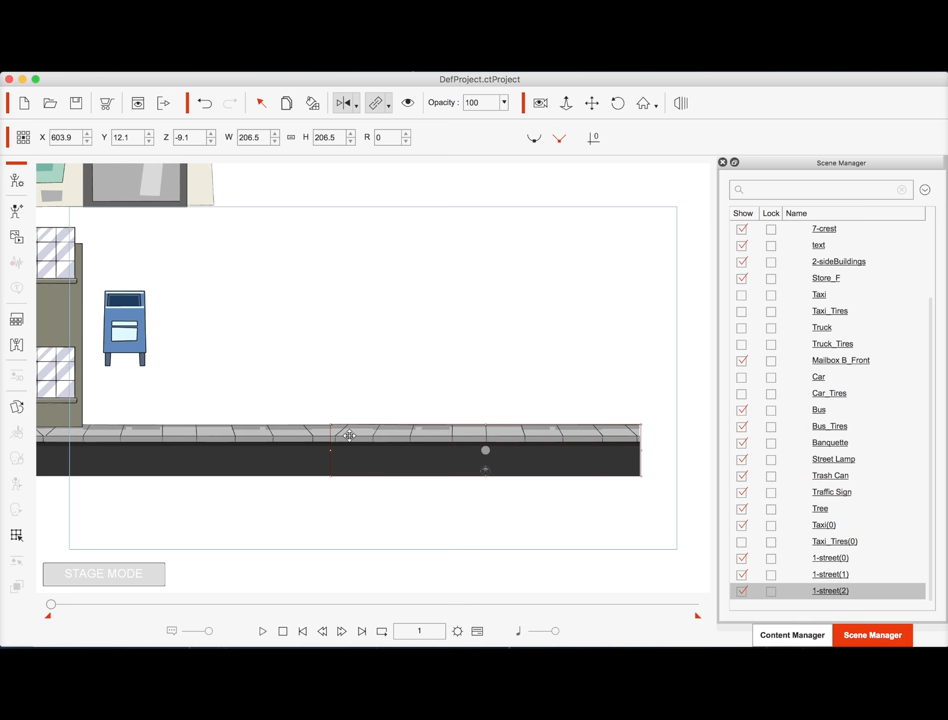 DefProject.ctProject
Opacity : 100
X 603.9 Y 12.1 Z -9.1 W 206.5 H 206.5 R 0
Scene Manager
Show Lock Name
7-crest
text
2-sideBuildings
Store_F
Taxi
Taxi_Tires
Truck
Truck_Tires
Mailbox B_Front
Car
Car_Tires
Bus
Bus_Tires
Banquette
Street Lamp
Trash Can
Traffic Sign
Tree
Taxi(0)
Taxi_Tires(0)
1-street(0)
1-street(1)
1-street(2)
STAGE MODE
1
Content Manager Scene Manager